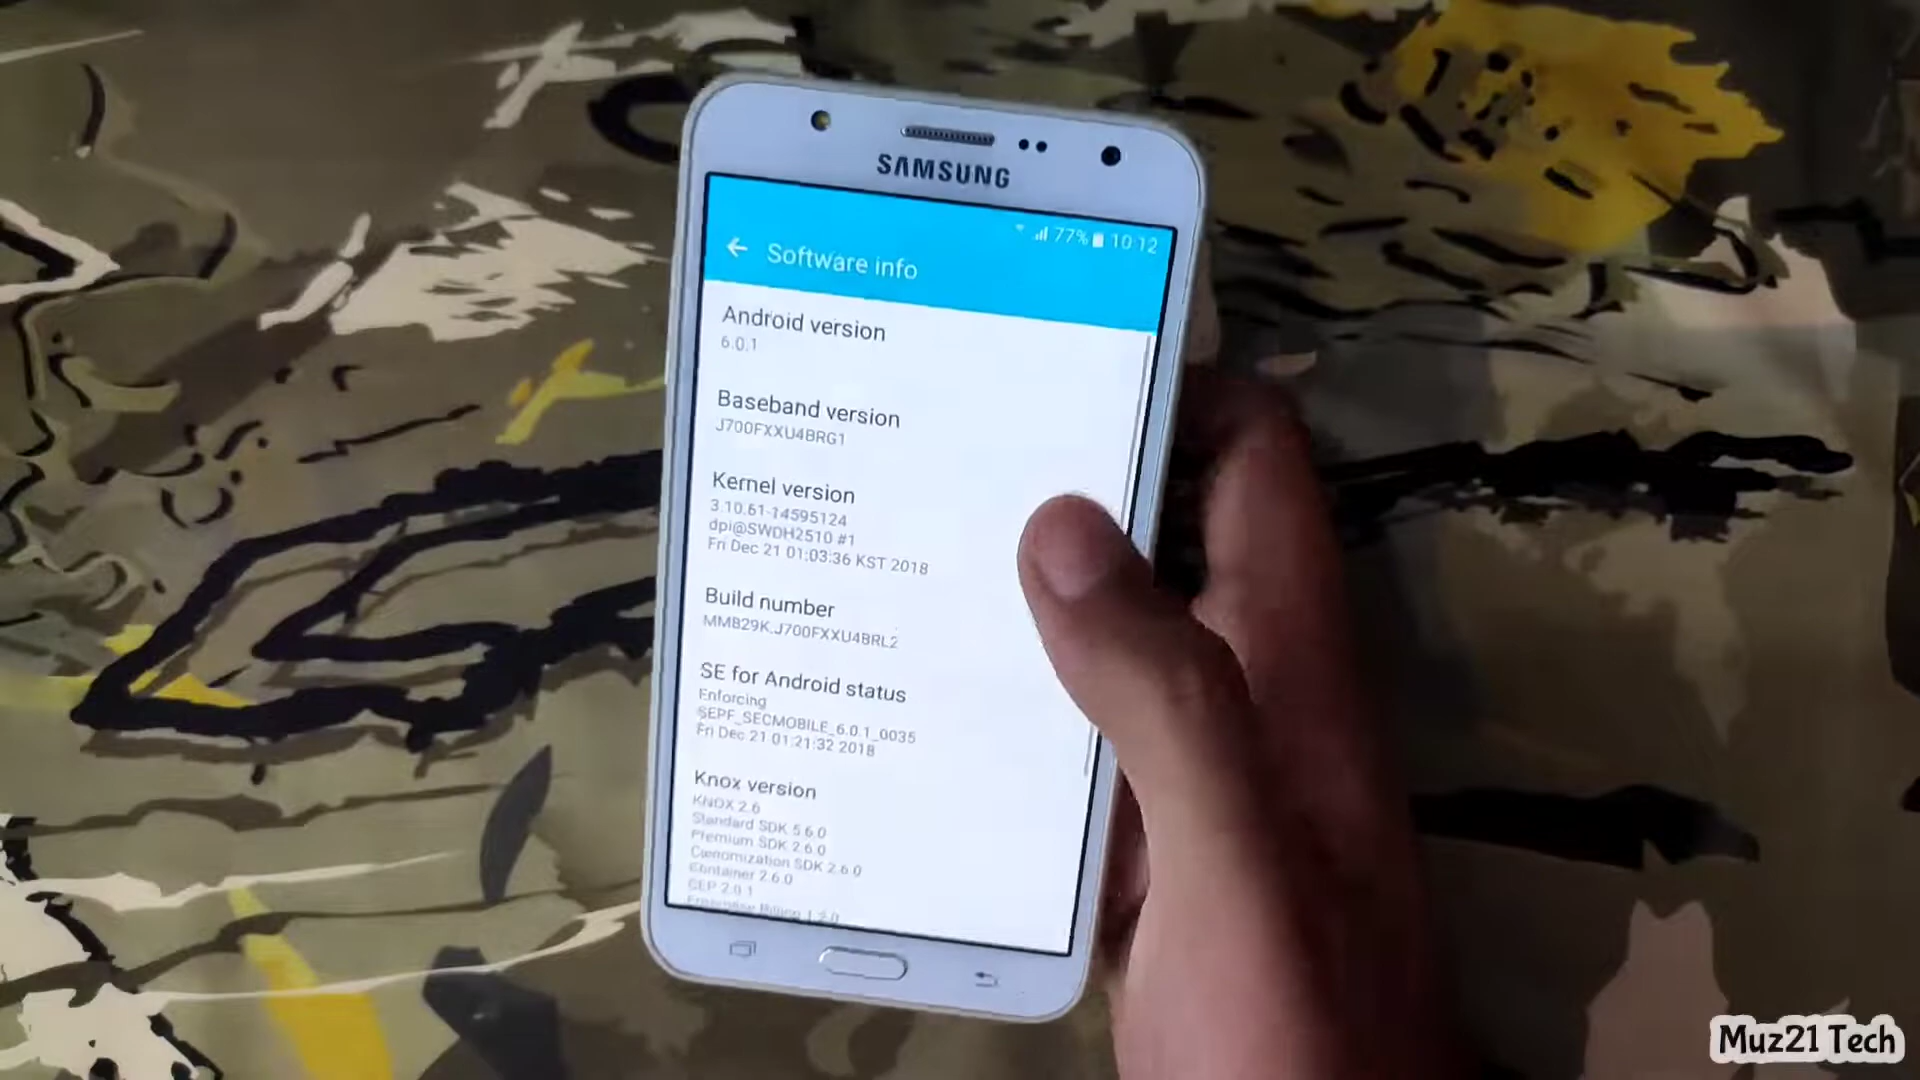 SAMSUNG
77% 10:12
Software info
Android version
6.0.1
Baseband version
J700FXXU4BRG1
Kernel version
3.10.61-14595124
dpi@SWDH2510 #1
Fri Dec 21 01:03:36 KST 2018
Build number
MMB29K.J700FXXU4BRL2
SE for Android status
Enforcing
SEPF_SECMOBILE_6.0.1_0035
Fri Dec 21 01:21:32 2018
Knox version
KNOX 2.6
Standard SDK 5.6.0
Premium SDK 2.6.0
Customization SDK 2.6.0
Container 2.6.0
CEP 2.0.1
Muz21 Tech